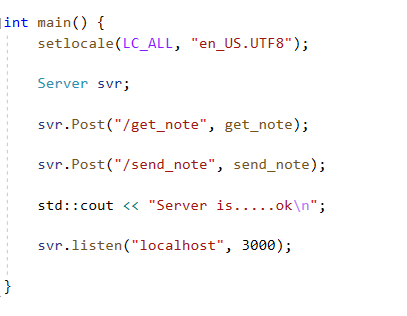 int main() {
setlocale(LC_ALL, "en_US.UTF8");
Server svr;
svr.Post("/get_note", get_note);
svr.Post("/send_note", send_note);
std::cout << "Server is.....ok\n";
svr.listen("localhost", 3000);
}